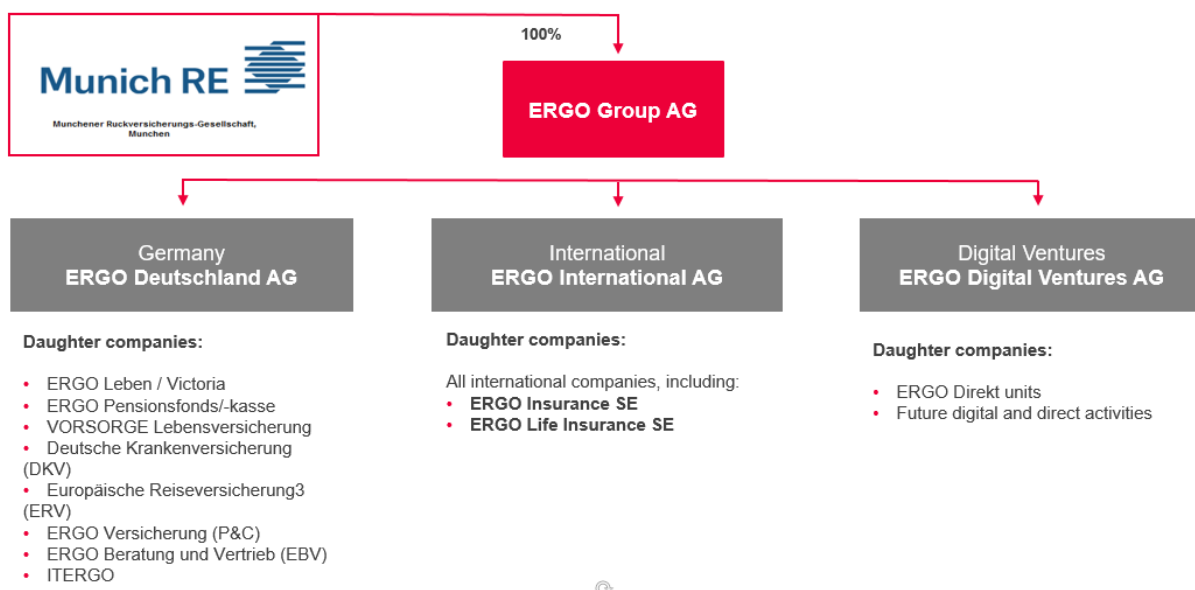 100%
Munich RE
Munchener Ruckversicherungs-Gesellschaft,
Munchen
ERGO Group AG
Germany
ERGO Deutschland AG
Daughter companies:
• ERGO Leben / Victoria
• ERGO Pensionsfonds/-kasse
• VORSORGE Lebensversicherung
• Deutsche Krankenversicherung
(DKV)
• Europäische Reiseversicherung3
(ERV)
• ERGO Versicherung (P&C)
• ERGO Beratung und Vertrieb (EBV)
• ITERGO
International
ERGO International AG
Daughter companies:
All international companies, including:
• ERGO Insurance SE
• ERGO Life Insurance SE
Digital Ventures
ERGO Digital Ventures AG
Daughter companies:
• ERGO Direkt units
• Future digital and direct activities